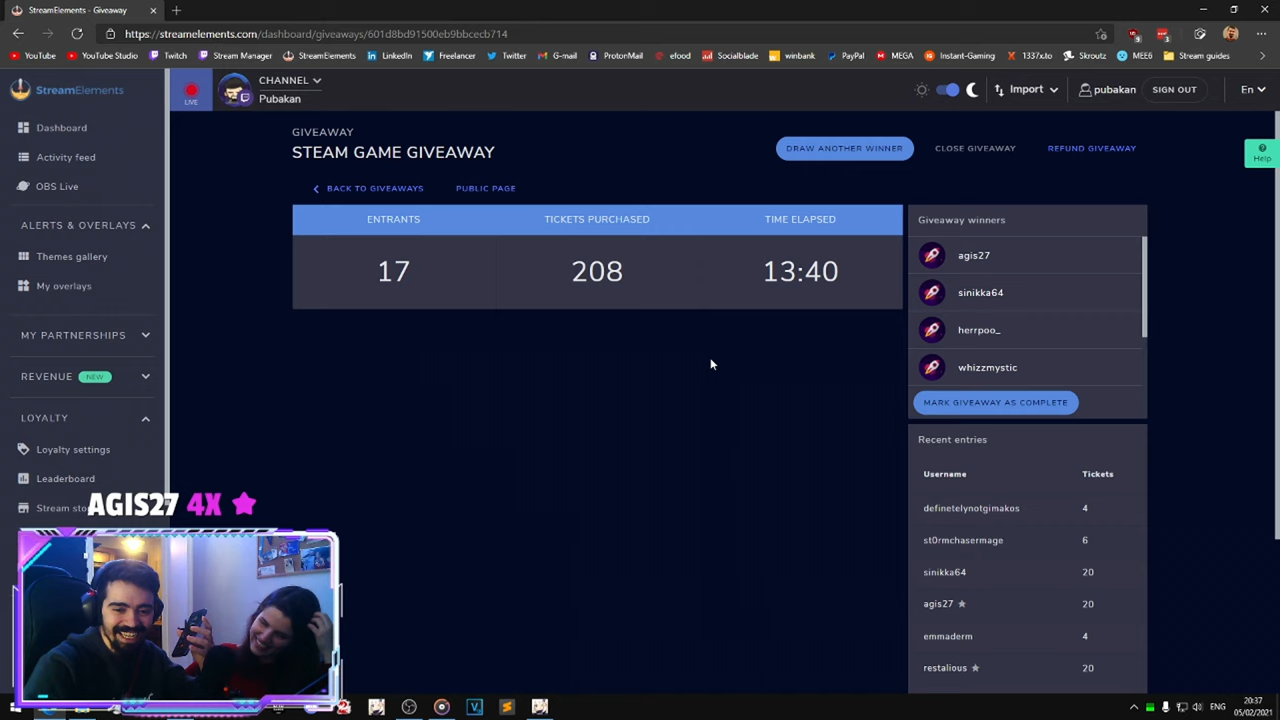 StreamElements - Giveaway
https://streamelements.com/dashboard/giveaways/601d8bd91500eb9bbcecb714
YouTube YouTube Studio Twitch Stream Manager StreamElements LinkedIn Freelancer Twitter G-mail ProtonMail efood Socialblade winbank PayPal MEGA Instant-Gaming 1337x.to Skroutz MEE6 Stream guides
StreamElements
LIVE
CHANNEL
Pubakan
Import
pubakan
SIGN OUT
En
Dashboard
Activity feed
OBS Live
ALERTS & OVERLAYS
Themes gallery
My overlays
MY PARTNERSHIPS
REVENUE NEW
LOYALTY
Loyalty settings
Leaderboard
Stream sto
AGIS27 4X
GIVEAWAY
STEAM GAME GIVEAWAY
DRAW ANOTHER WINNER
CLOSE GIVEAWAY
REFUND GIVEAWAY
Help
BACK TO GIVEAWAYS
PUBLIC PAGE
ENTRANTS TICKETS PURCHASED TIME ELAPSED
17 208 13:40
Giveaway winners
agis27
sinikka64
herrpoo_
whizzmystic
MARK GIVEAWAY AS COMPLETE
Recent entries
Username Tickets
definetelynotgimakos 4
st0rmchasermage 6
sinikka64 20
agis27 20
emmaderm 4
restalious 20
ENG
20:37
05/02/2021